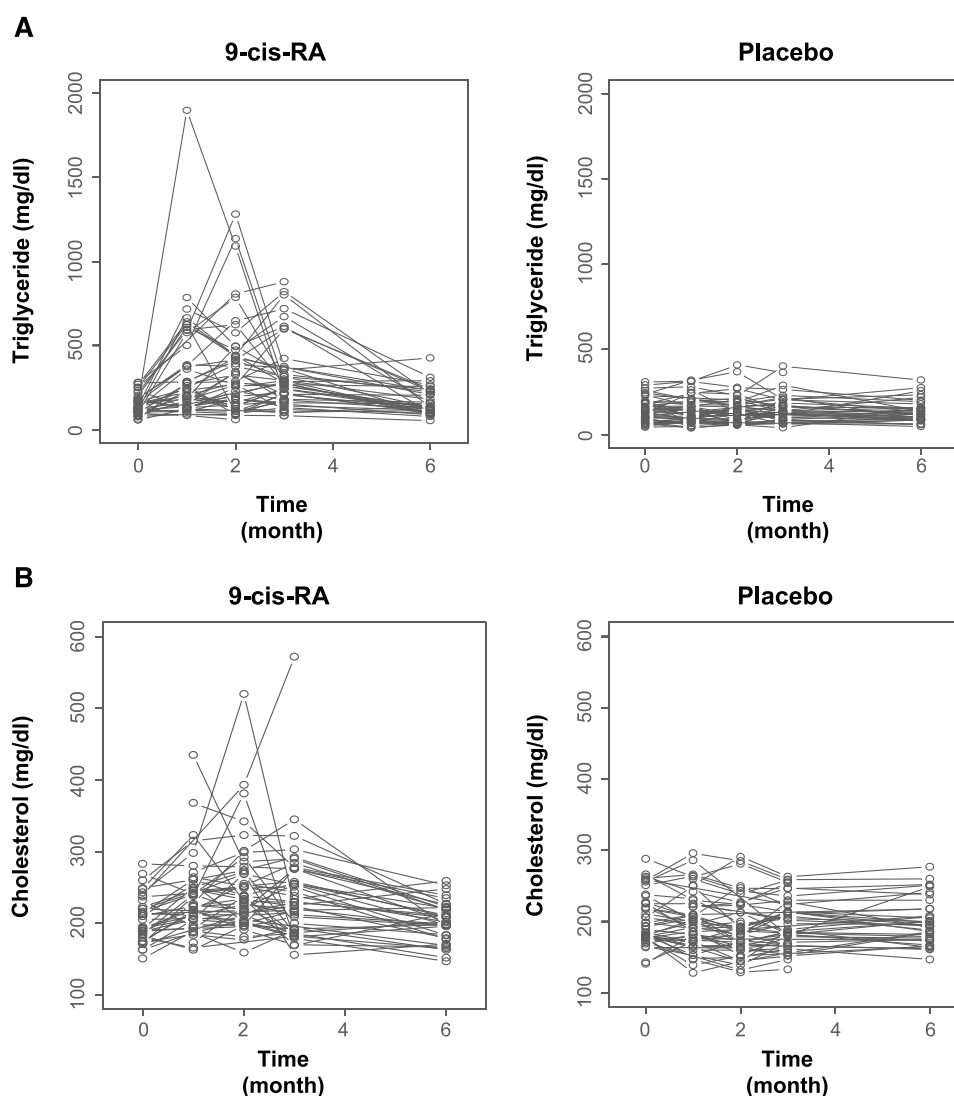 A
9-cis-RA
Placebo
Triglyceride (mg/dl)
2000
1500
1000
500
0
0 2 4 6
Time
(month)
Triglyceride (mg/dl)
2000
1500
1000
500
0
0 2 4 6
Time
(month)
B
9-cis-RA
Placebo
Cholesterol (mg/dl)
600
500
400
300
200
100
0 2 4 6
Time
(month)
Cholesterol (mg/dl)
600
500
400
300
200
100
0 2 4 6
Time
(month)